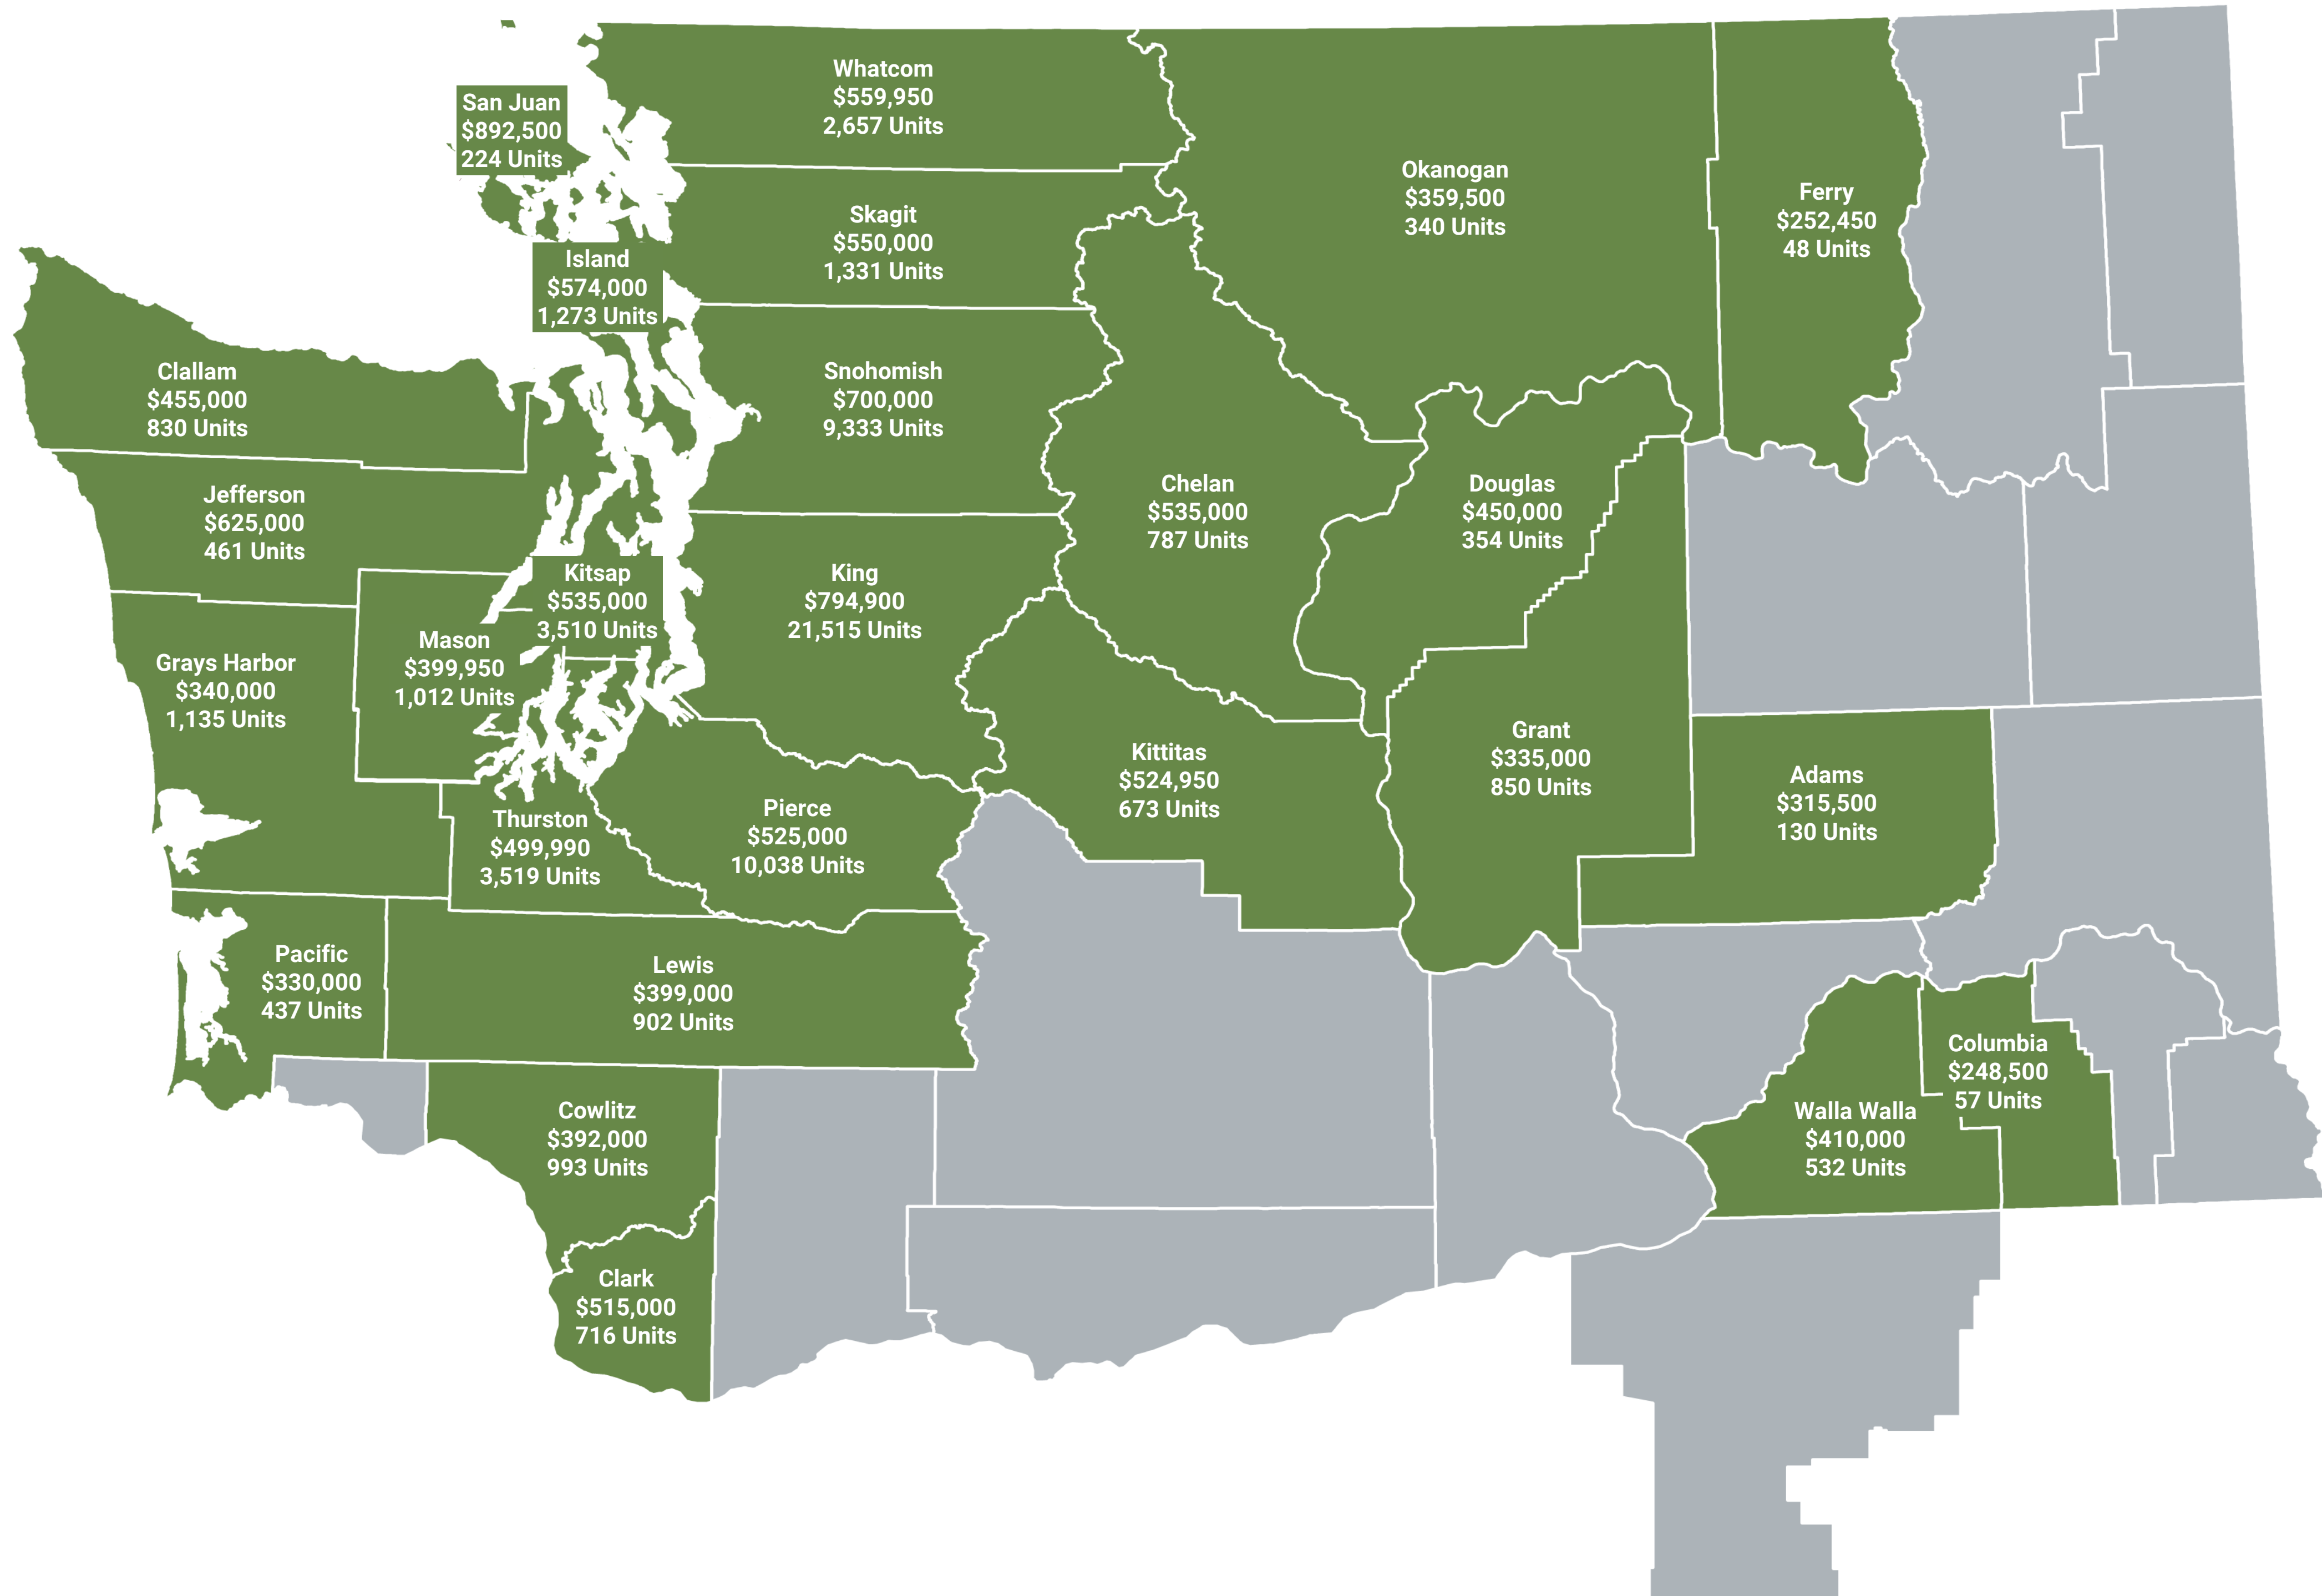 Whatcom
$559,950
2,657 Units
San Juan
$892,500
224 Units
Okanogan
$359,500
340 Units
Ferry
$252,450
48 Units
Skagit
$550,000
1,331 Units
Island
$574,000
1,273 Units
Clallam
$455,000
830 Units
Snohomish
$700,000
9,333 Units
Chelan
$535,000
787 Units
Douglas
$450,000
354 Units
Jefferson
$625,000
461 Units
Kitsap
$535,000
3,510 Units
King
$794,900
21,515 Units
Mason
$399,950
1,012 Units
Grays Harbor
$340,000
1,135 Units
Grant
$335,000
850 Units
Kittitas
$524,950
673 Units
Adams
$315,500
130 Units
Thurston
$499,990
3,519 Units
Pierce
$525,000
10,038 Units
Pacific
$330,000
437 Units
Lewis
$399,000
902 Units
Columbia
$248,500
57 Units
Cowlitz
$392,000
993 Units
Walla Walla
$410,000
532 Units
Clark
$515,000
716 Units